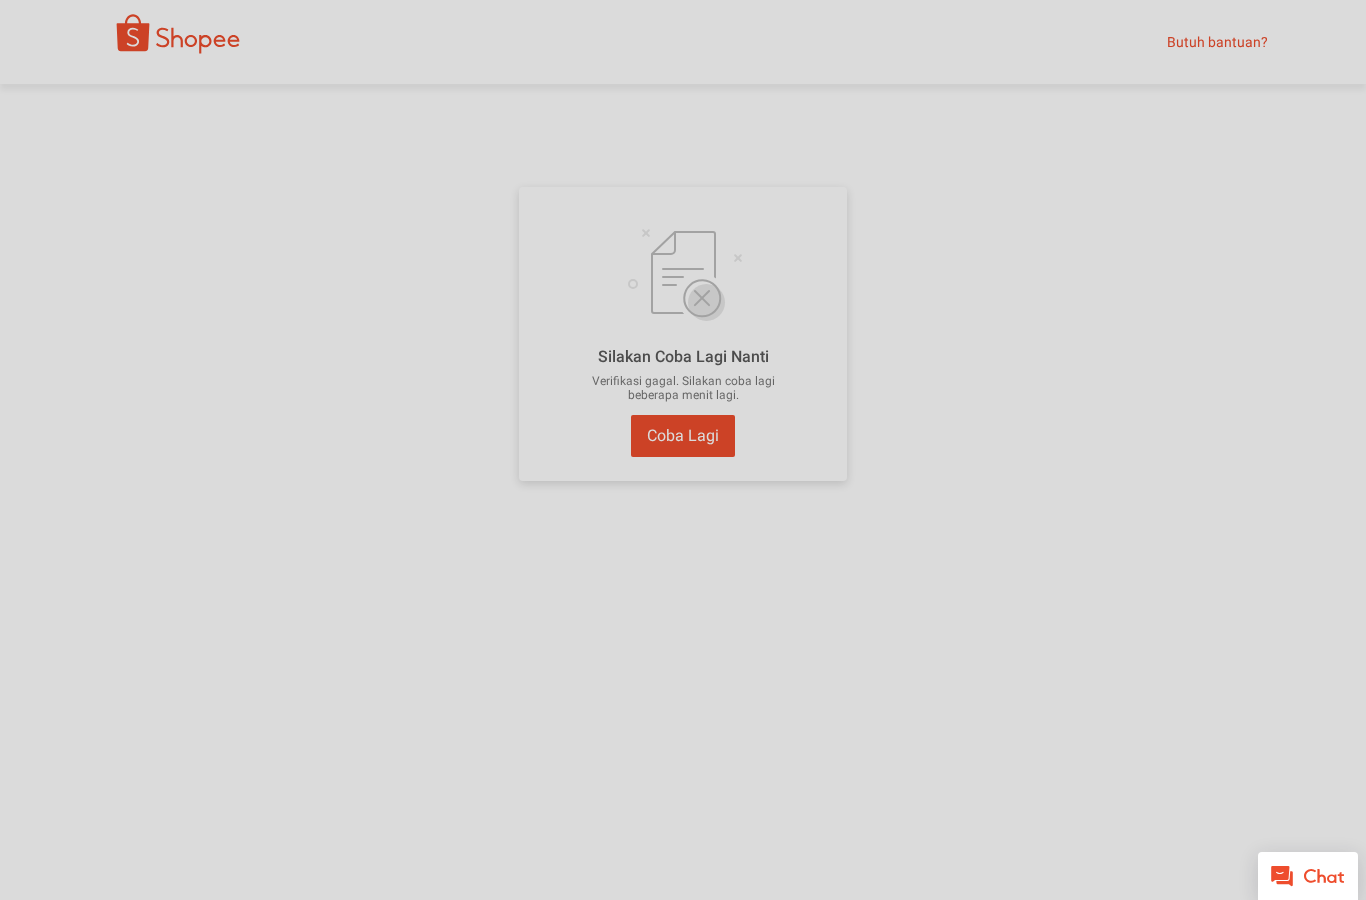 Shopee
Butuh bantuan?
Silakan Coba Lagi Nanti
Verifikasi gagal. Silakan coba lagi
beberapa menit lagi.
Coba Lagi
Chat